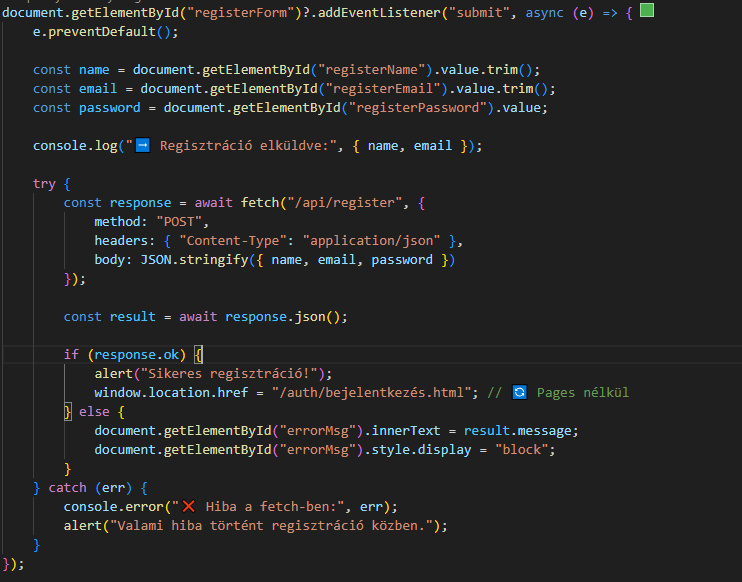 document.getElementById("registerForm")?.addEventListener("submit", async (e) => { 🟩
    e.preventDefault();

    const name = document.getElementById("registerName").value.trim();
    const email = document.getElementById("registerEmail").value.trim();
    const password = document.getElementById("registerPassword").value;

    console.log("➡️ Regisztráció elküldve:", { name, email });

    try {
        const response = await fetch("/api/register", {
            method: "POST",
            headers: { "Content-Type": "application/json" },
            body: JSON.stringify({ name, email, password })
        });

        const result = await response.json();

        if (response.ok) {
            alert("Sikeres regisztráció!");
            window.location.href = "/auth/bejelentkezés.html"; // 🔄 Pages nélkül
        } else {
            document.getElementById("errorMsg").innerText = result.message;
            document.getElementById("errorMsg").style.display = "block";
        }
    } catch (err) {
        console.error("❌ Hiba a fetch-ben:", err);
        alert("Valami hiba történt regisztráció közben.");
    }
});